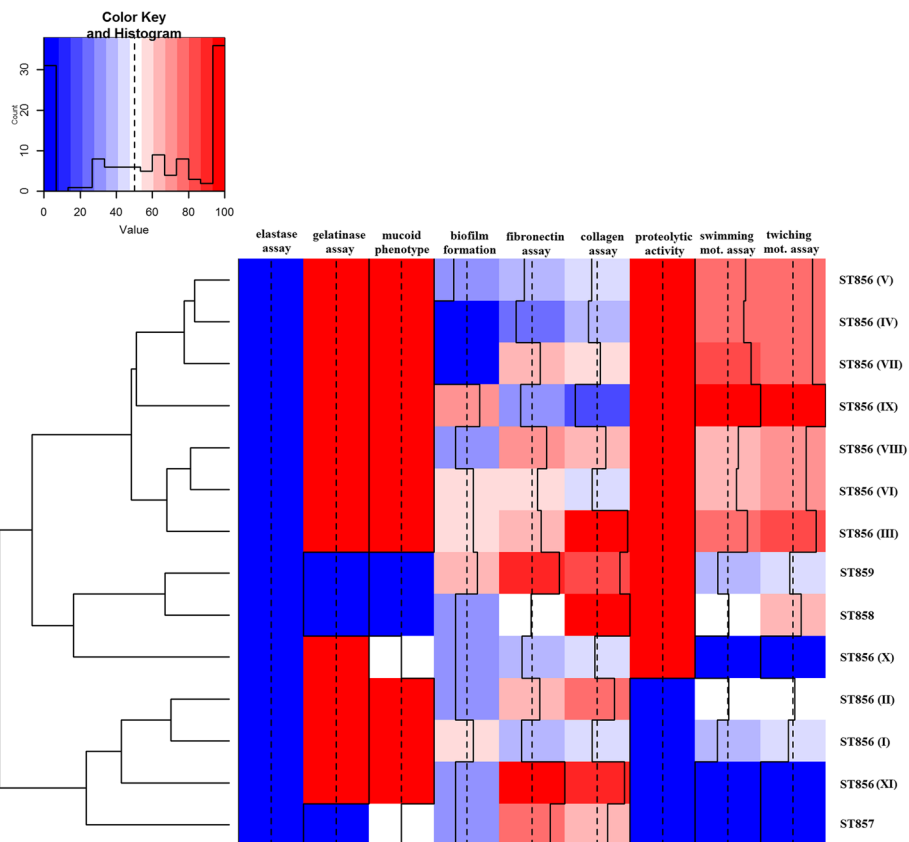 Color Key
and Histogram
Count
0 10 20 30
0 20 40 60 80 100
Value
elastase gelatinase mucoid biofilm fibronectin collagen proteolytic swimming twiching
assay assay phenotype formation assay assay activity mot. assay mot. assay
ST856 (V)
ST856 (IV)
ST856 (VII)
ST856 (IX)
ST856 (VIII)
ST856 (VI)
ST856 (III)
ST859
ST858
ST856 (X)
ST856 (II)
ST856 (I)
ST856 (XI)
ST857